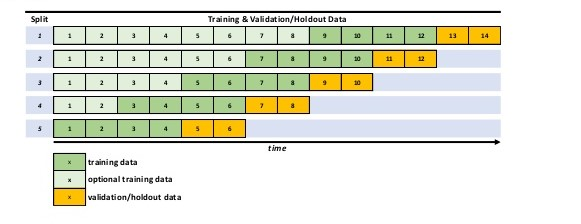 Split Training & Validation/Holdout Data
1 1 2 3 4 5 6 7 8 9 10 11 12 13 14
2 1 2 3 4 5 6 7 8 9 10 11 12
3 1 2 3 4 5 6 7 8 9 10
4 1 2 3 4 5 6 7 8
5 1 2 3 4 5 6
time
x training data
x optional training data
x validation/holdout data